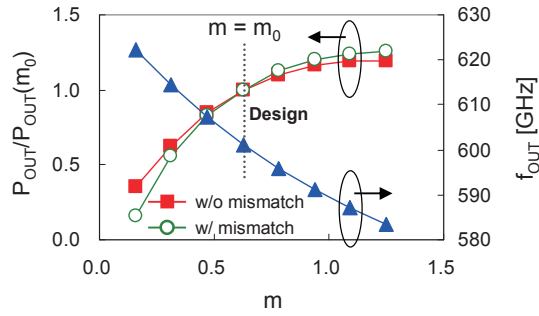 m = m0
1.5
1.0
0.5
0.0
POUT/POUT(m0)
Design
w/o mismatch
w/ mismatch
630
620
610
600
590
580
fOUT [GHz]
0.0
0.5
1.0
1.5
m